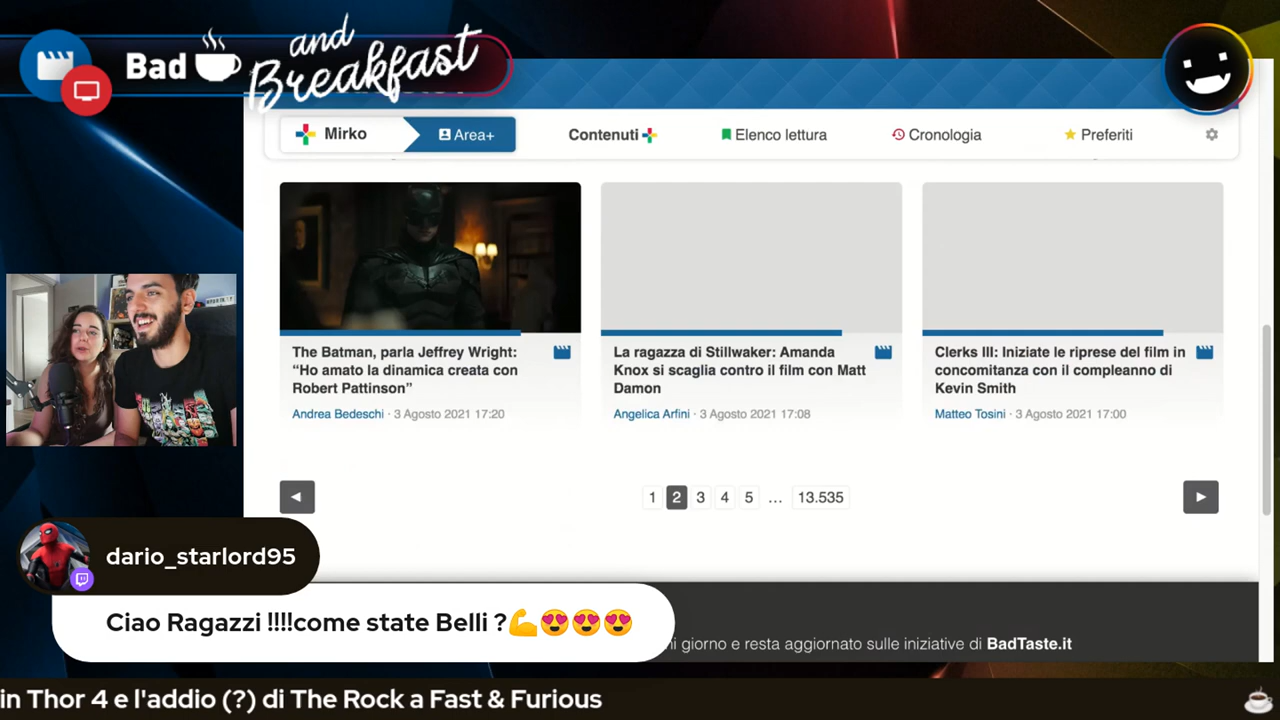 Bad and Breakfast
Mirko
Area+
Contenuti
Elenco lettura
Cronologia
Preferiti
The Batman, parla Jeffrey Wright:
“Ho amato la dinamica creata con
Robert Pattinson”
Andrea Bedeschi · 3 Agosto 2021 17:20
La ragazza di Stillwaker: Amanda
Knox si scaglia contro il film con Matt
Damon
Angelica Arfini · 3 Agosto 2021 17:08
Clerks III: Iniziate le riprese del film in
concomitanza con il compleanno di
Kevin Smith
Matteo Tosini · 3 Agosto 2021 17:00
1 2 3 4 5 ... 13.535
dario_starlord95
Ciao Ragazzi !!!!come state Belli ?💪😍😍😍
giorno e resta aggiornato sulle iniziative di BadTaste.it
in Thor 4 e l'addio (?) di The Rock a Fast & Furious